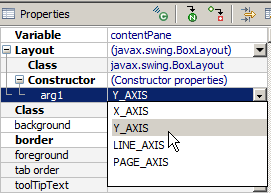 Properties
Variable contentPane
Layout (javax.swing.BoxLayout)
Class javax.swing.BoxLayout
Constructor (Constructor properties)
arg1 Y_AXIS
Class
X_AXIS
background
Y_AXIS
border
LINE_AXIS
foreground
PAGE_AXIS
tab order
toolTipText